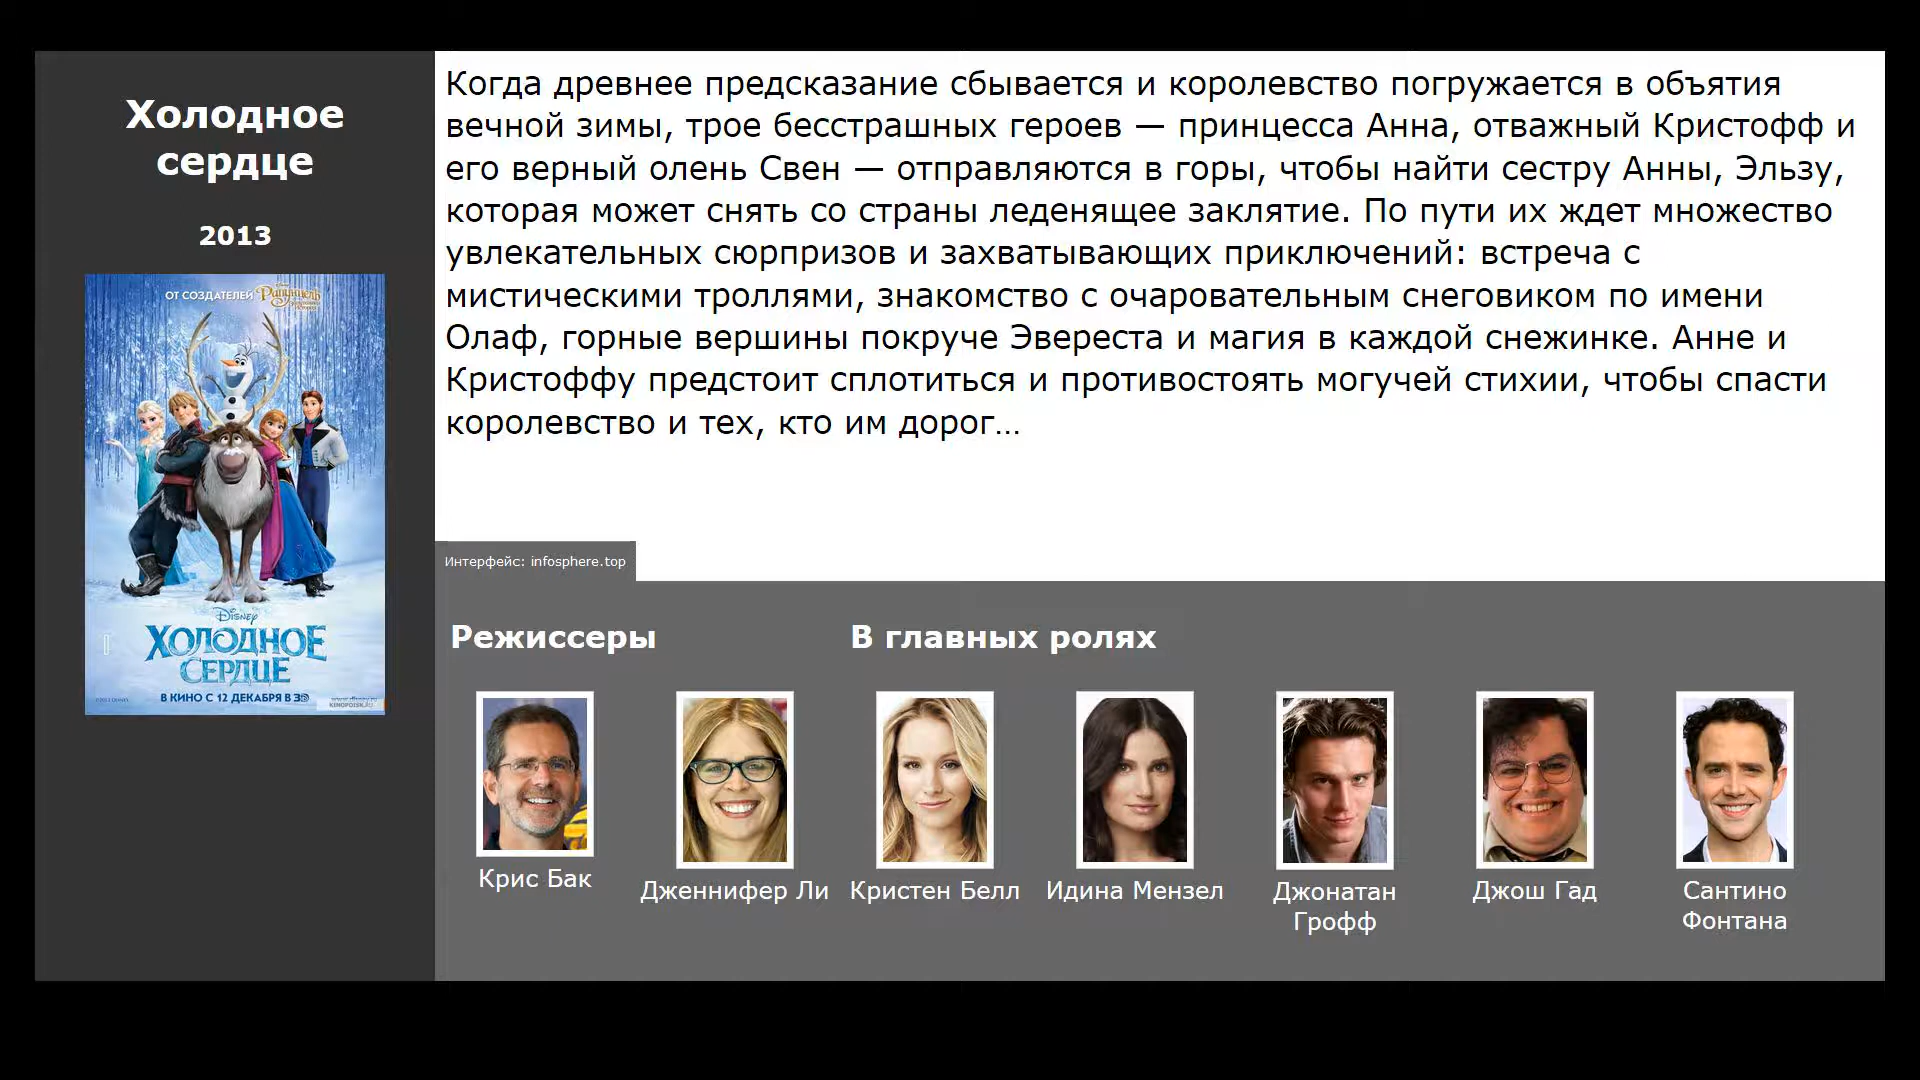 Холодное
сердце
2013
ОТ СОЗДАТЕЛЕЙ Рапунцель
Disney
ХОЛОДНОЕ
СЕРДЦЕ
В КИНО С 12 ДЕКАБРЯ В 3D
KINOPOISK.RU
Когда древнее предсказание сбывается и королевство погружается в объятия
вечной зимы, трое бесстрашных героев — принцесса Анна, отважный Кристофф и
его верный олень Свен — отправляются в горы, чтобы найти сестру Анны, Эльзу,
которая может снять со страны леденящее заклятие. По пути их ждет множество
увлекательных сюрпризов и захватывающих приключений: встреча с
мистическими троллями, знакомство с очаровательным снеговиком по имени
Олаф, горные вершины покруче Эвереста и магия в каждой снежинке. Анне и
Кристоффу предстоит сплотиться и противостоять могучей стихии, чтобы спасти
королевство и тех, кто им дорог…
Интерфейс: infosphere.top
Режиссеры
В главных ролях
Крис Бак
Дженнифер Ли
Кристен Белл
Идина Мензел
Джонатан
Грофф
Джош Гад
Сантино
Фонтана